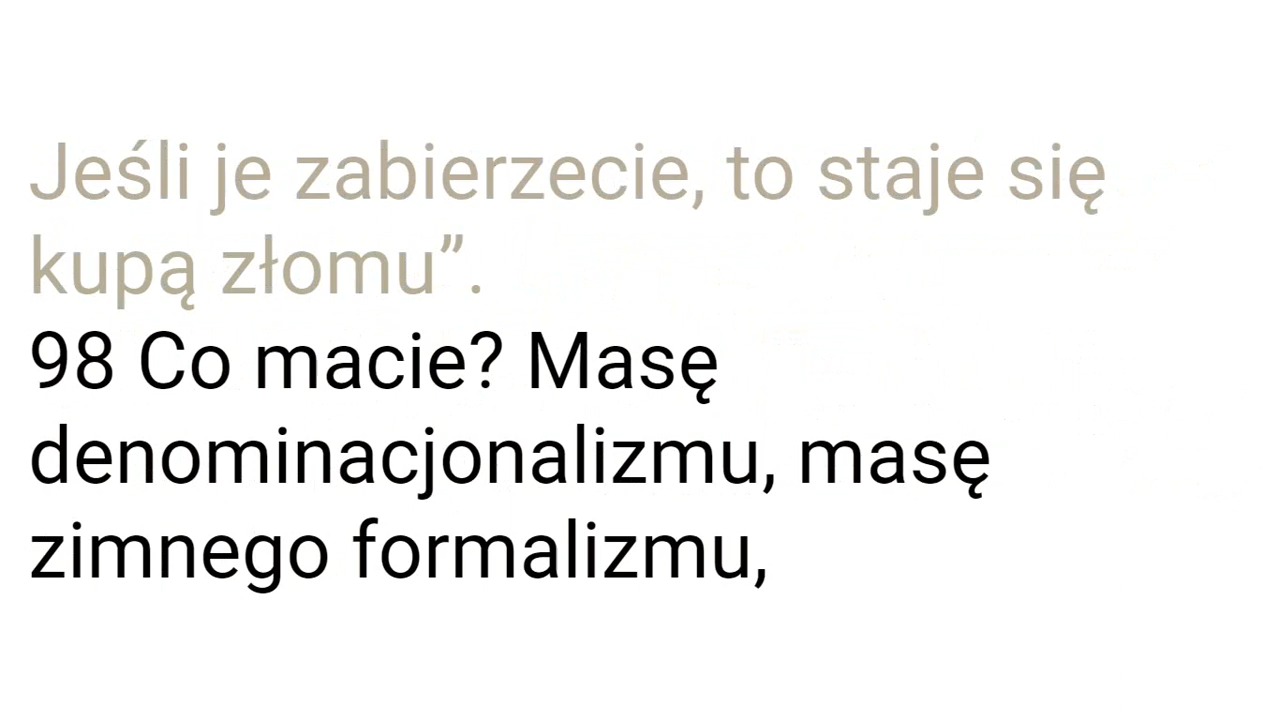 Jeśli je zabierzecie, to staje się
kupą złomu”.
98 Co macie? Masę
denominacjonalizmu, masę
zimnego formalizmu,